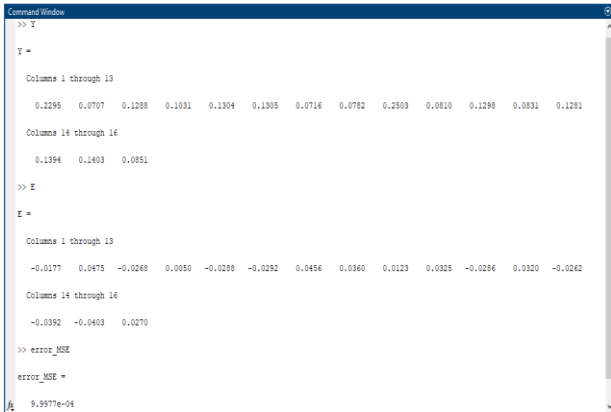 Command Window
>> Y
Y =
Columns 1 through 13
0.2295 0.0707 0.1288 0.1031 0.1304 0.1305 0.0716 0.0782 0.2503 0.0810 0.1298 0.0831 0.1281
Columns 14 through 16
0.1394 0.1403 0.0851
>> E
E =
Columns 1 through 13
-0.0177 0.0475 -0.0268 0.0050 -0.0288 -0.0292 0.0456 0.0360 0.0123 0.0325 -0.0286 0.0320 -0.0262
Columns 14 through 16
-0.0392 -0.0403 0.0270
>> error_MSE
error_MSE =
fx 9.9977e-04